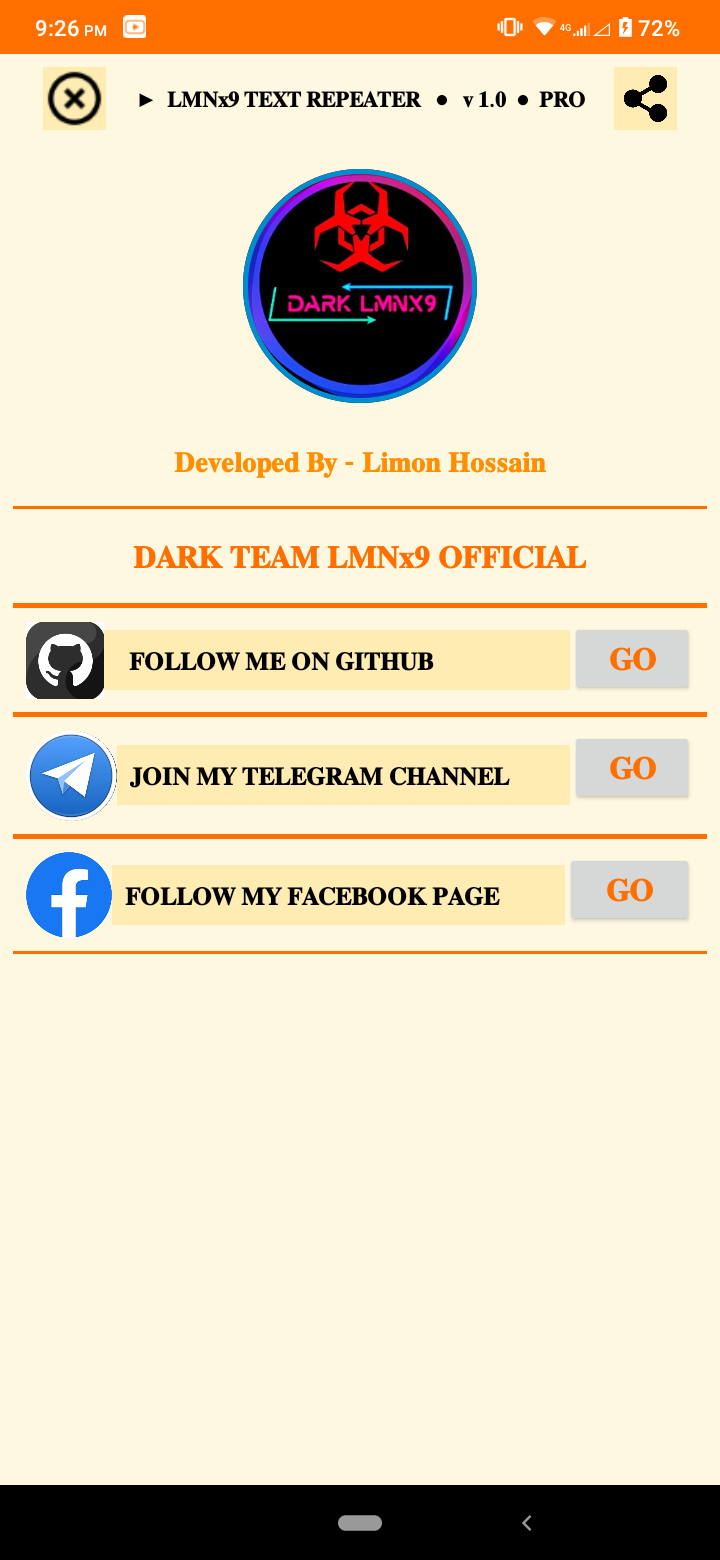 9:26 PM 4G 72%
► LMNx9 TEXT REPEATER ● v 1.0 ● PRO
DARK LMNX9
Developed By - Limon Hossain
DARK TEAM LMNx9 OFFICIAL
FOLLOW ME ON GITHUB GO
JOIN MY TELEGRAM CHANNEL GO
FOLLOW MY FACEBOOK PAGE GO